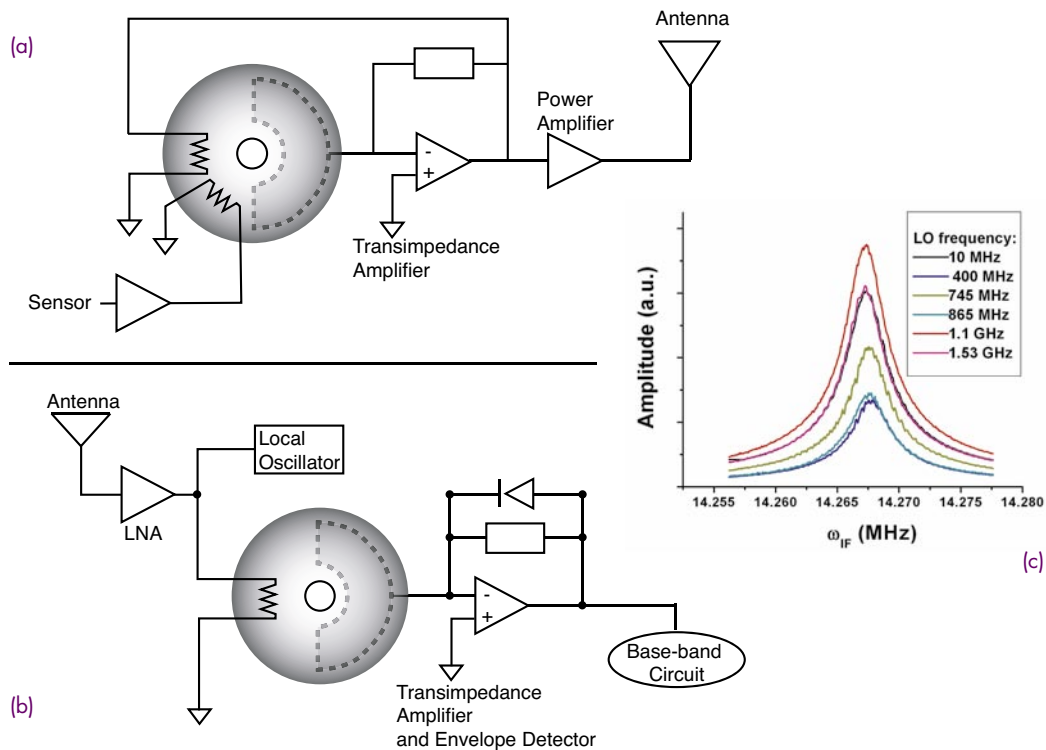 (a)
Antenna
Power
Amplifier
-
+
Transimpedance
Amplifier
Sensor
(b)
Antenna
Local
Oscillator
LNA
-
+
Transimpedance
Amplifier
and Envelope Detector
Base-band
Circuit
(c)
Amplitude (a.u.)
LO frequency:
10 MHz
400 MHz
745 MHz
865 MHz
1.1 GHz
1.53 GHz
14.255 14.260 14.265 14.270 14.275 14.280
ωIF (MHz)